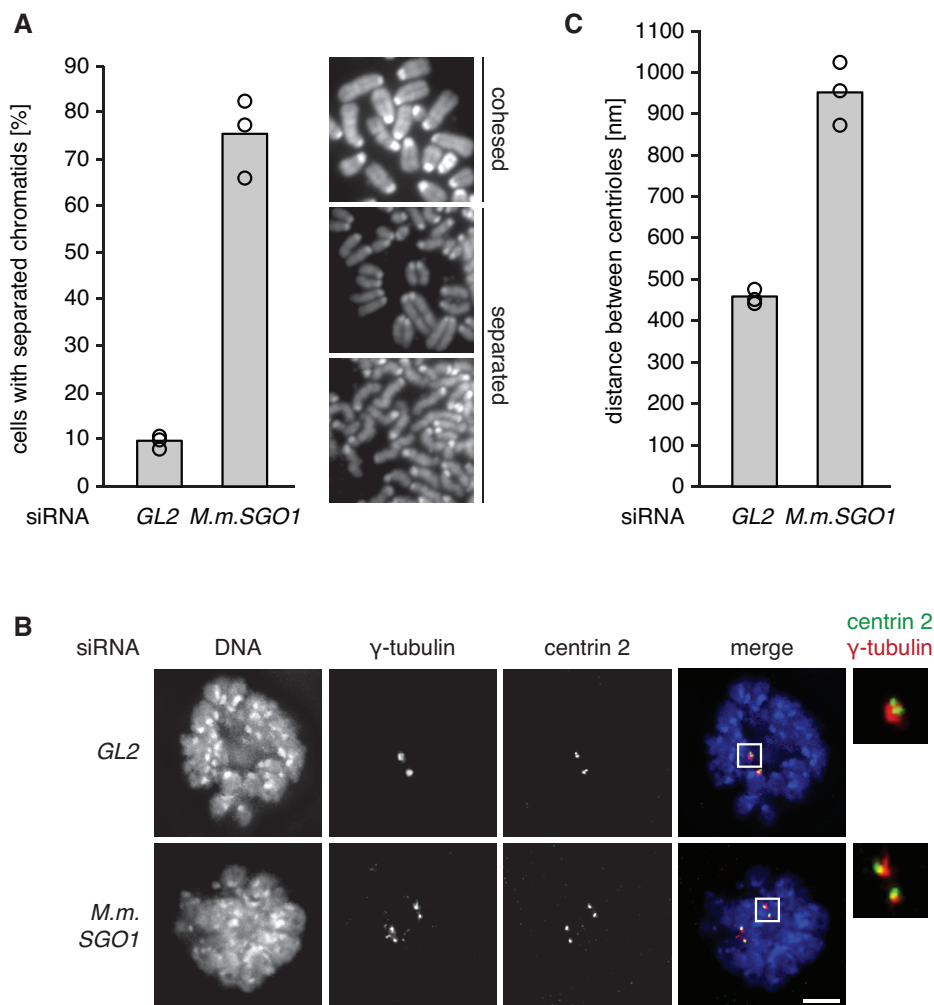 A
cells with separated chromatids [%]
90
80
70
60
50
40
30
20
10
0
siRNA GL2 M.m.SGO1
cohesed
separated
C
distance between centrioles [nm]
1100
1000
900
800
700
600
500
400
300
200
100
0
siRNA GL2 M.m.SGO1
B
siRNA DNA γ-tubulin centrin 2 merge
centrin 2
γ-tubulin
GL2
M.m.
SGO1